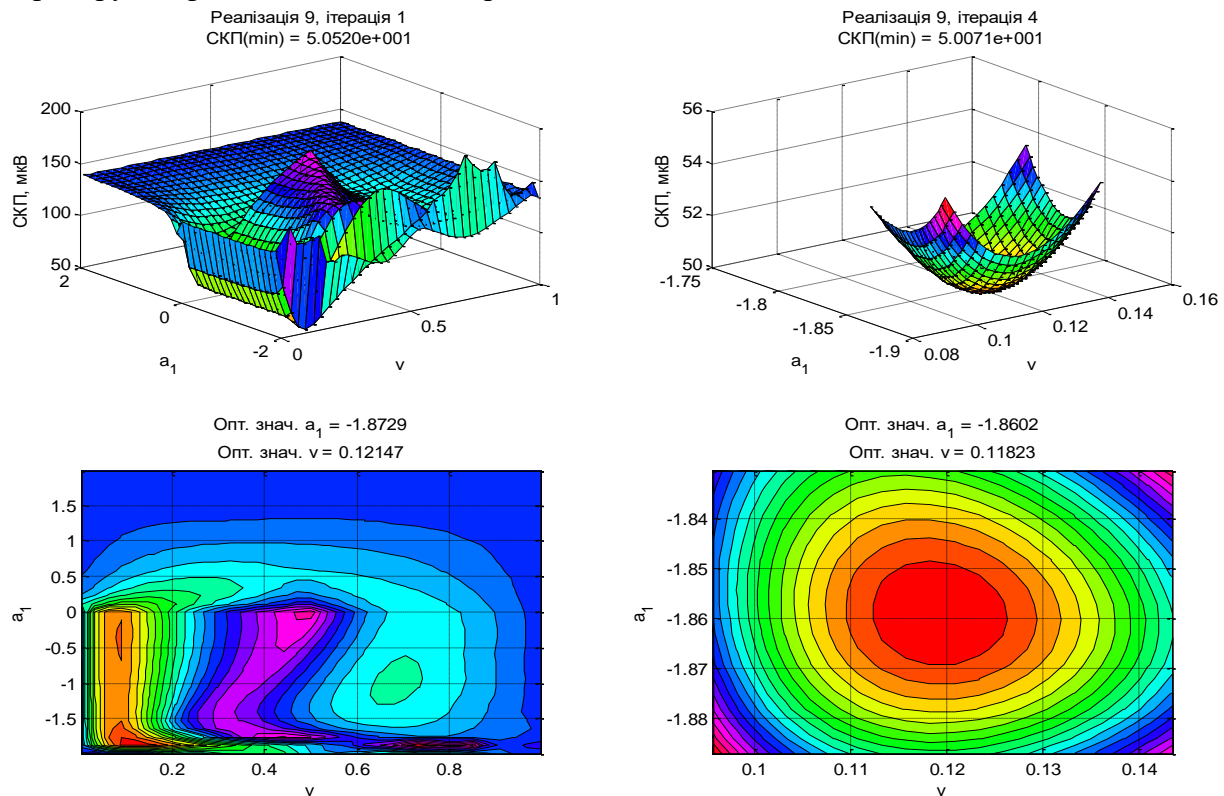 Реалізація 9, ітерація 1
СКП(min) = 5.0520e+001
200
150
100
50
СКП, мкВ
2
0
-2
a1
0
0.5
1
v
Реалізація 9, ітерація 4
СКП(min) = 5.0071e+001
56
54
52
50
СКП, мкВ
-1.75
-1.8
-1.85
-1.9
a1
0.08
0.1
0.12
0.14
0.16
v
Опт. знач. a1 = -1.8729
Опт. знач. v = 0.12147
1.5
1
0.5
0
-0.5
-1
-1.5
a1
0.2 0.4 0.6 0.8
v
Опт. знач. a1 = -1.8602
Опт. знач. v = 0.11823
-1.84
-1.85
-1.86
-1.87
-1.88
a1
0.1 0.11 0.12 0.13 0.14
v